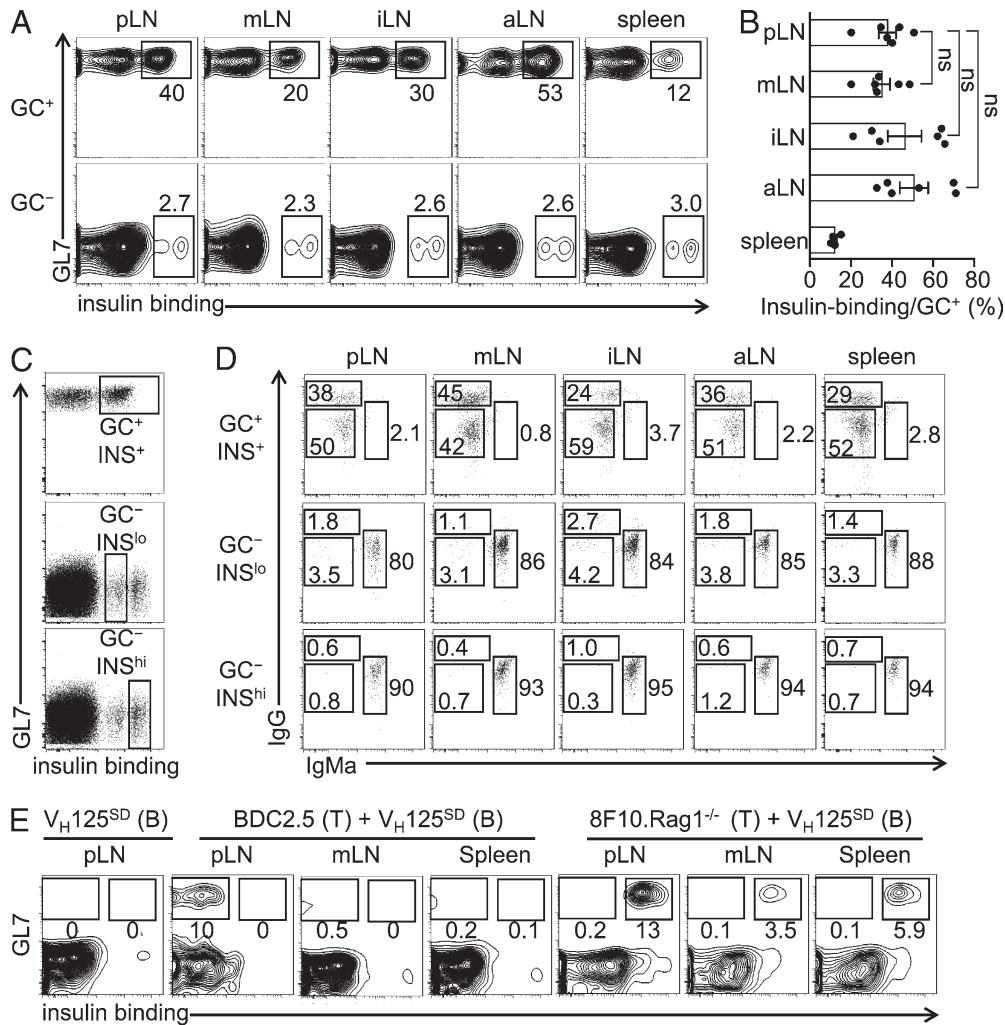 A
pLN mLN iLN aLN spleen
GC⁺
40 20 30 53 12
GC⁻
2.7 2.3 2.6 2.6 3.0
GL7
insulin binding
B
pLN
mLN
iLN
aLN
spleen
ns
ns
ns
0 20 40 60 80
Insulin-binding/GC⁺ (%)
C
GC⁺
INS⁺
GC⁻
INSˡᵒ
GC⁻
INSʰⁱ
GL7
insulin binding
D
pLN mLN iLN aLN spleen
GC⁺
INS⁺
38 45 24 36 29
50 2.1 42 0.8 59 3.7 51 2.2 52 2.8
GC⁻
INSˡᵒ
1.8 1.1 2.7 1.8 1.4
3.5 80 3.1 86 4.2 84 3.8 85 3.3 88
GC⁻
INSʰⁱ
0.6 0.4 1.0 0.6 0.7
0.8 90 0.7 93 0.3 95 1.2 94 0.7 94
IgG
IgMa
E
V_H125^SD (B) BDC2.5 (T) + V_H125^SD (B) 8F10.Rag1⁻/⁻ (T) + V_H125^SD (B)
pLN pLN mLN Spleen pLN mLN Spleen
0 0 10 0 0.5 0 0.2 0.1 0.2 13 0.1 3.5 0.1 5.9
GL7
insulin binding